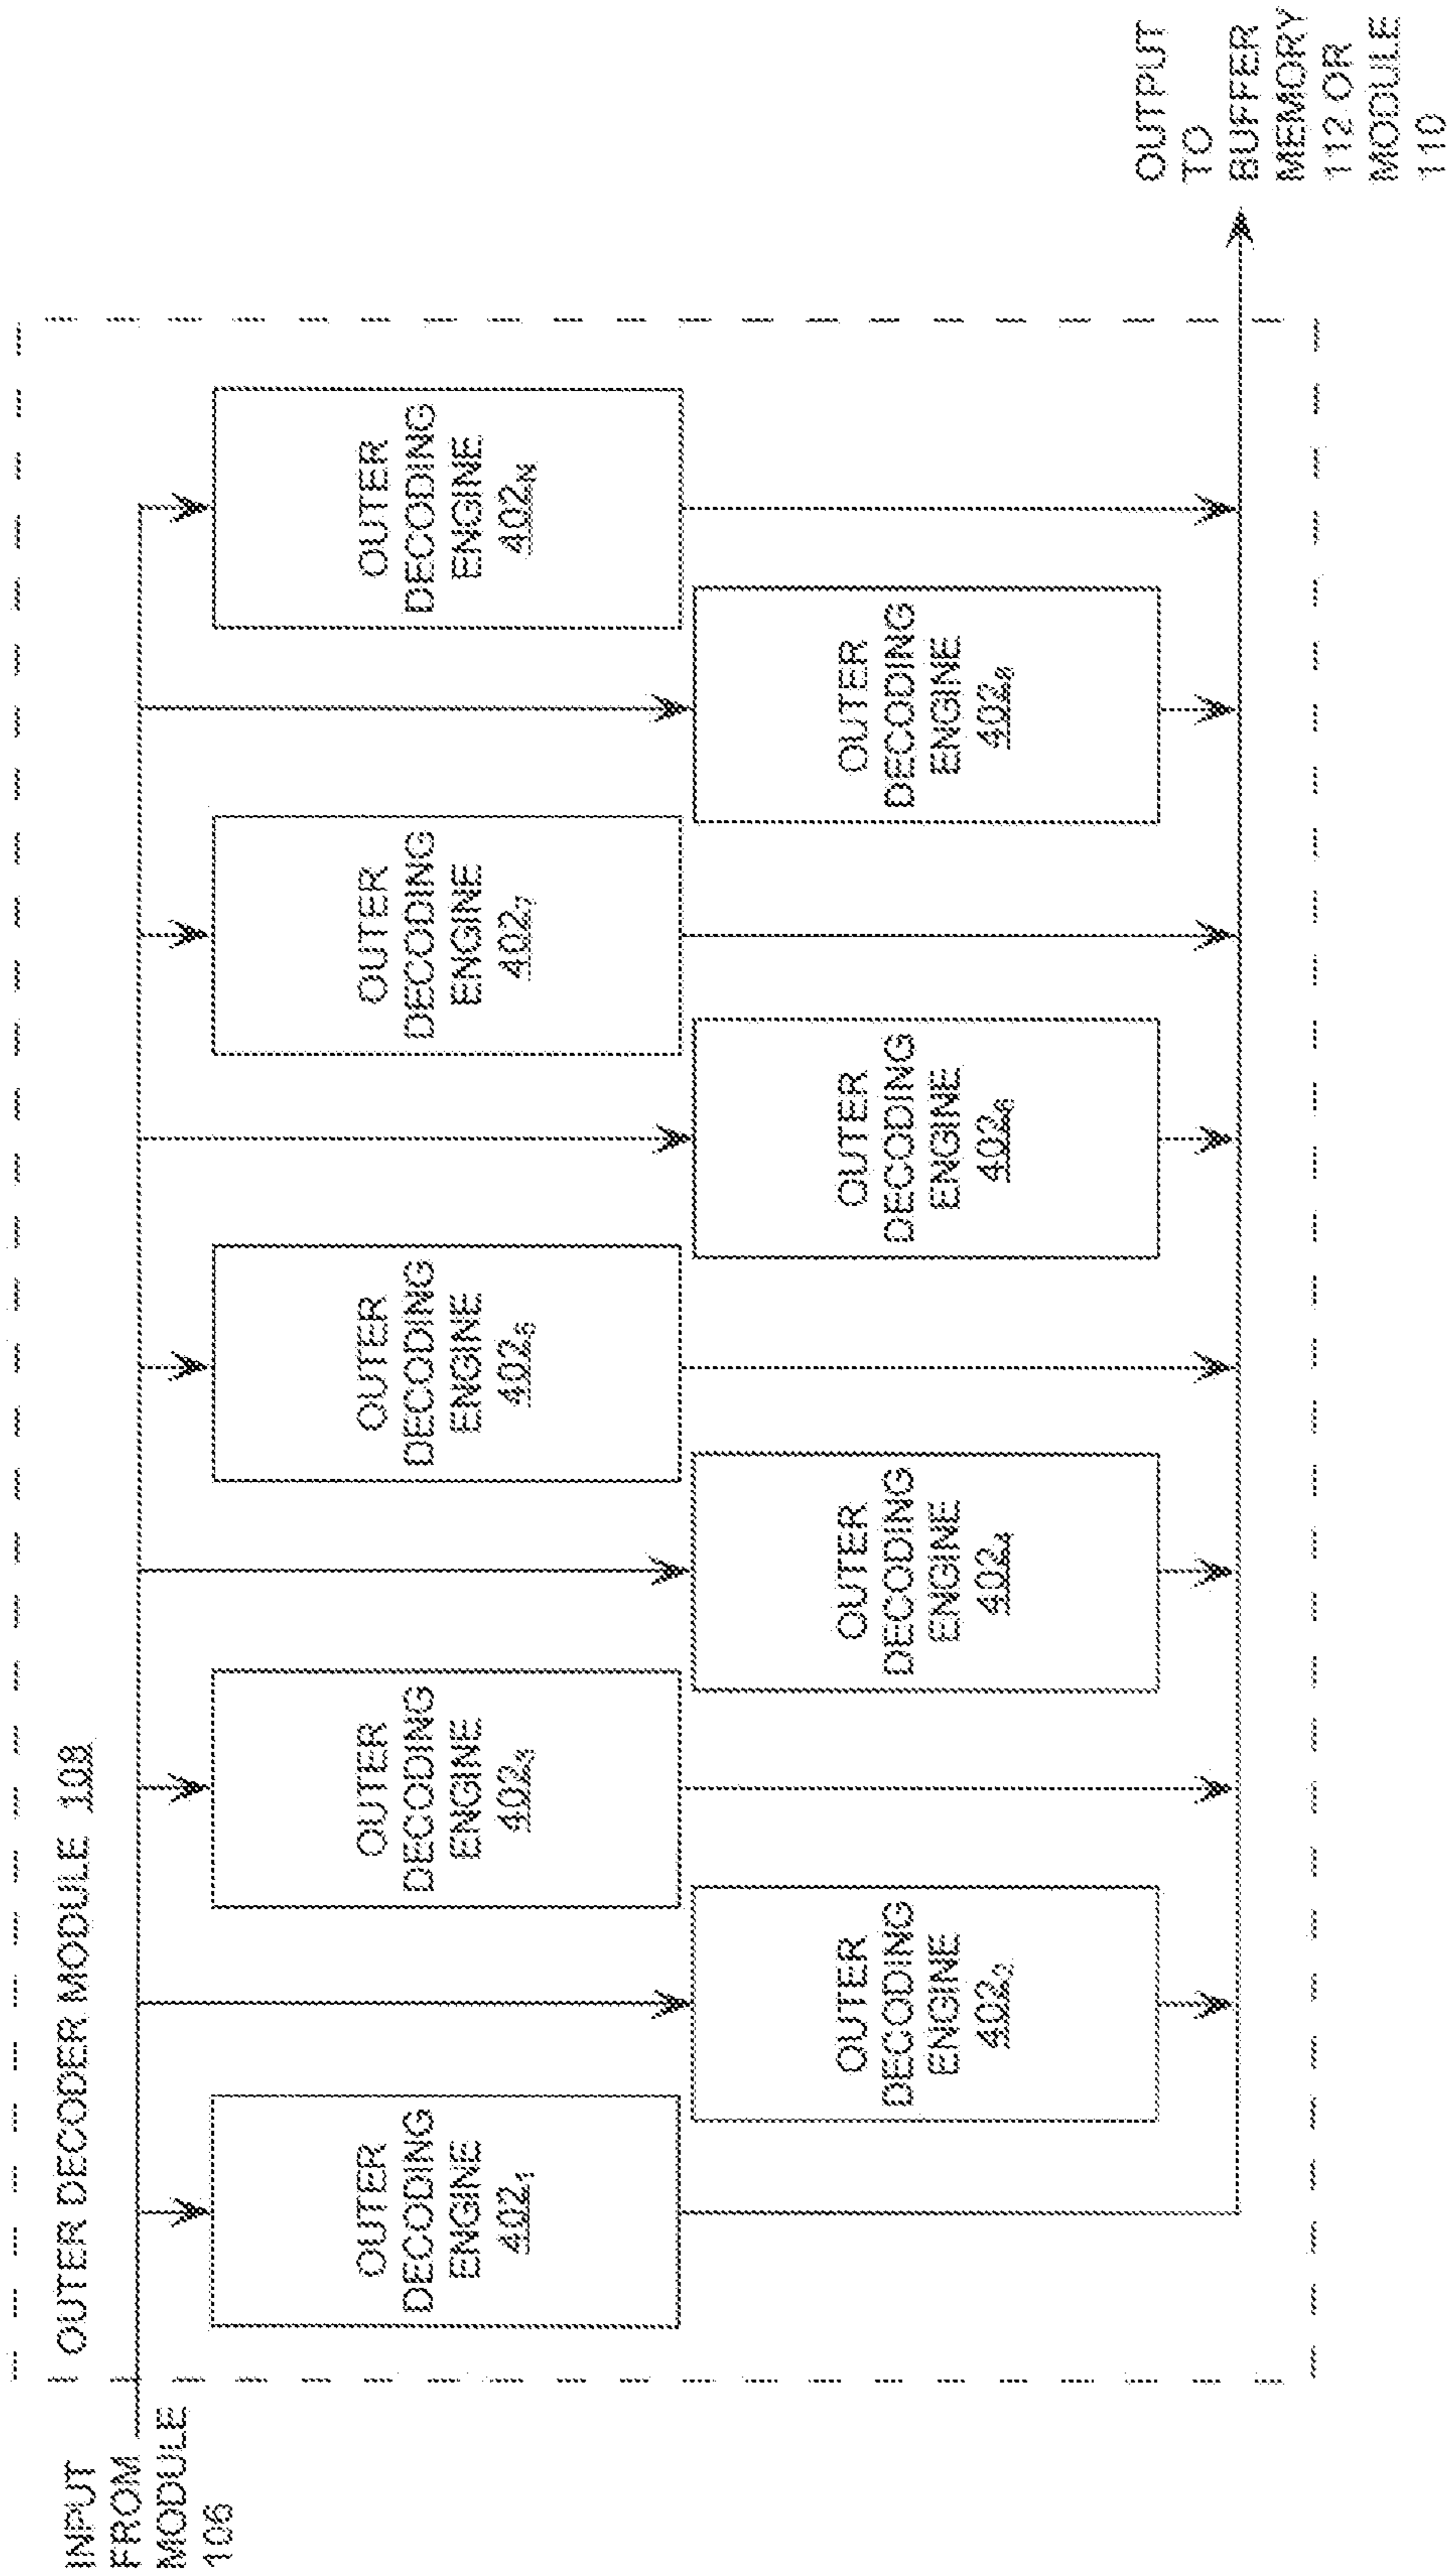 OUTER DECODER MODULE 108
INPUT
FROM
MODULE
106
OUTER
DECODING
ENGINE
402₁
OUTER
DECODING
ENGINE
402₂
OUTER
DECODING
ENGINE
402₃
OUTER
DECODING
ENGINE
402₄
OUTER
DECODING
ENGINE
402₅
OUTER
DECODING
ENGINE
402₆
OUTER
DECODING
ENGINE
402₇
OUTER
DECODING
ENGINE
402₈
OUTER
DECODING
ENGINE
402N
OUTPUT
TO
BUFFER
MEMORY
112 OR
MODULE
110